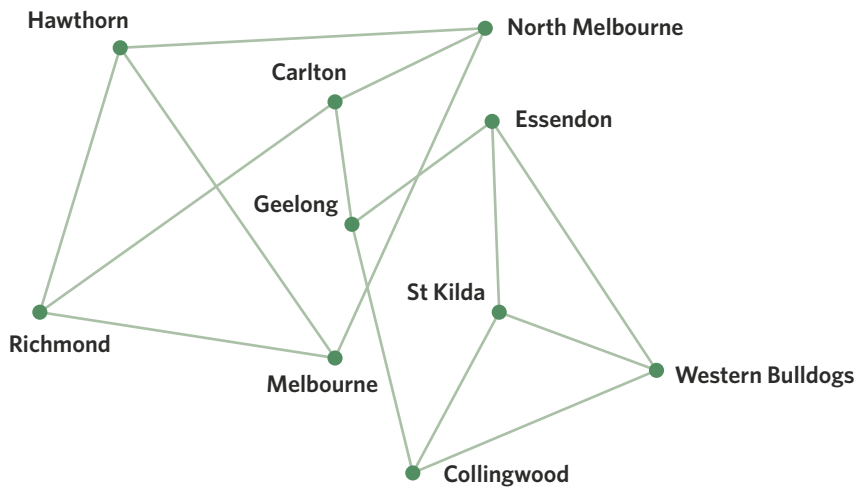 Hawthorn
North Melbourne
Carlton
Essendon
Geelong
St Kilda
Richmond
Melbourne
Western Bulldogs
Collingwood